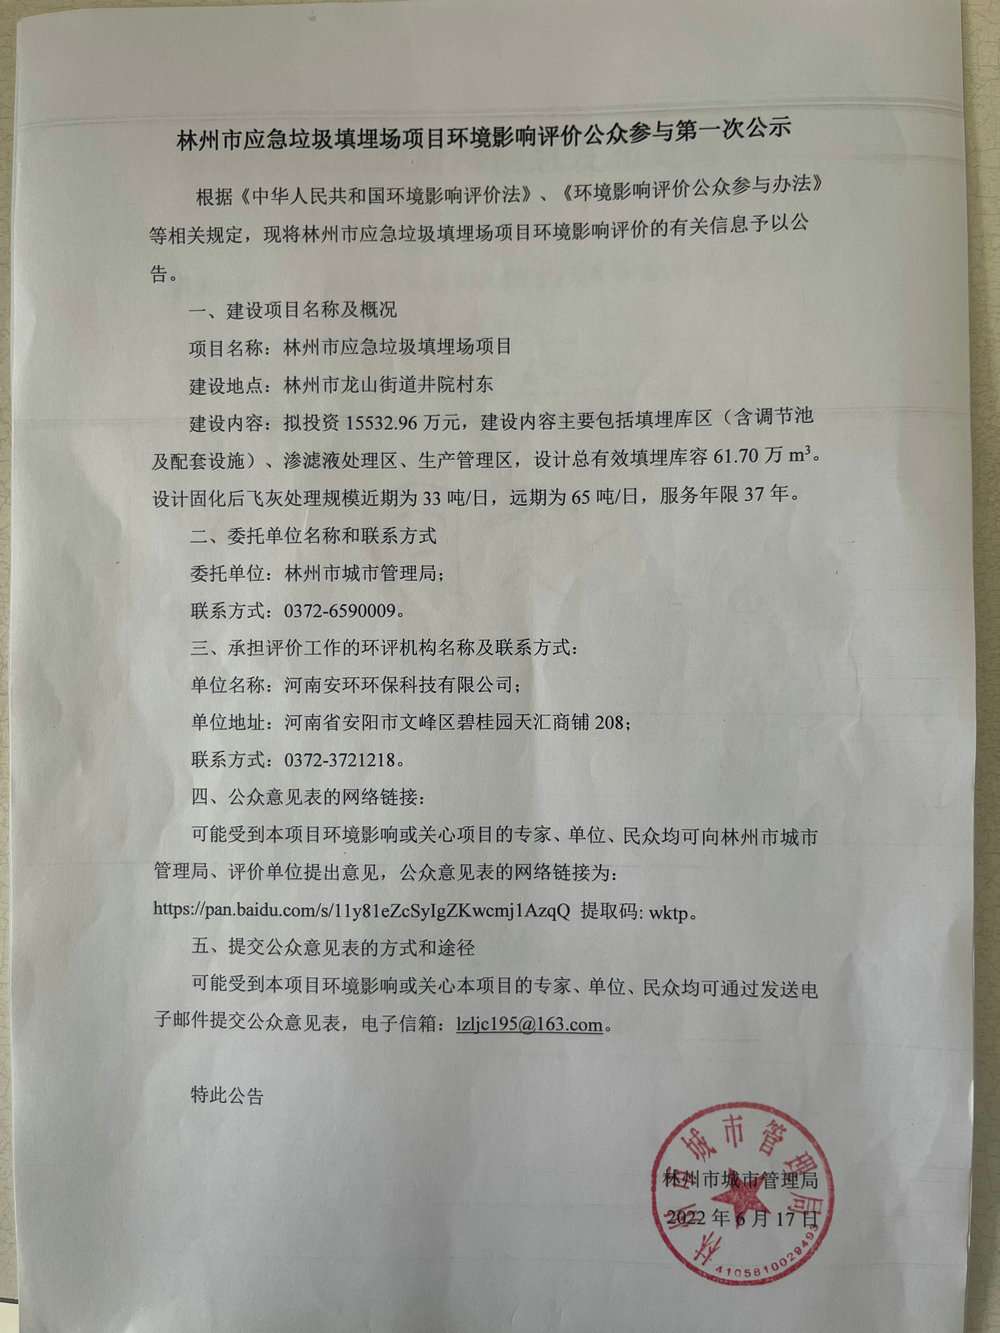 林州市应急垃圾填埋场项目环境影响评价公众参与第一次公示
根据《中华人民共和国环境影响评价法》、《环境影响评价公众参与办法》
等相关规定，现将林州市应急垃圾填埋场项目环境影响评价的有关信息予以公
告。
一、建设项目名称及概况
项目名称：林州市应急垃圾填埋场项目
建设地点：林州市龙山街道井院村东
建设内容：拟投资 15532.96 万元，建设内容主要包括填埋库区（含调节池
及配套设施）、渗滤液处理区、生产管理区，设计总有效填埋库容 61.70 万 m³。
设计固化后飞灰处理规模近期为 33 吨/日，远期为 65 吨/日，服务年限 37 年。
二、委托单位名称和联系方式
委托单位：林州市城市管理局；
联系方式：0372-6590009。
三、承担评价工作的环评机构名称及联系方式：
单位名称：河南安环环保科技有限公司；
单位地址：河南省安阳市文峰区碧桂园天汇商铺 208；
联系方式：0372-3721218。
四、公众意见表的网络链接：
可能受到本项目环境影响或关心项目的专家、单位、民众均可向林州市城市
管理局、评价单位提出意见，公众意见表的网络链接为：
https://pan.baidu.com/s/11y81eZcSyIgZKwcmj1AzqQ 提取码: wktp。
五、提交公众意见表的方式和途径
可能受到本项目环境影响或关心本项目的专家、单位、民众均可通过发送电
子邮件提交公众意见表，电子信箱：lzljc195@163.com。
特此公告
林州市城市管理局
2022 年 6 月 17 日
林州市城市管理局
4105810029493